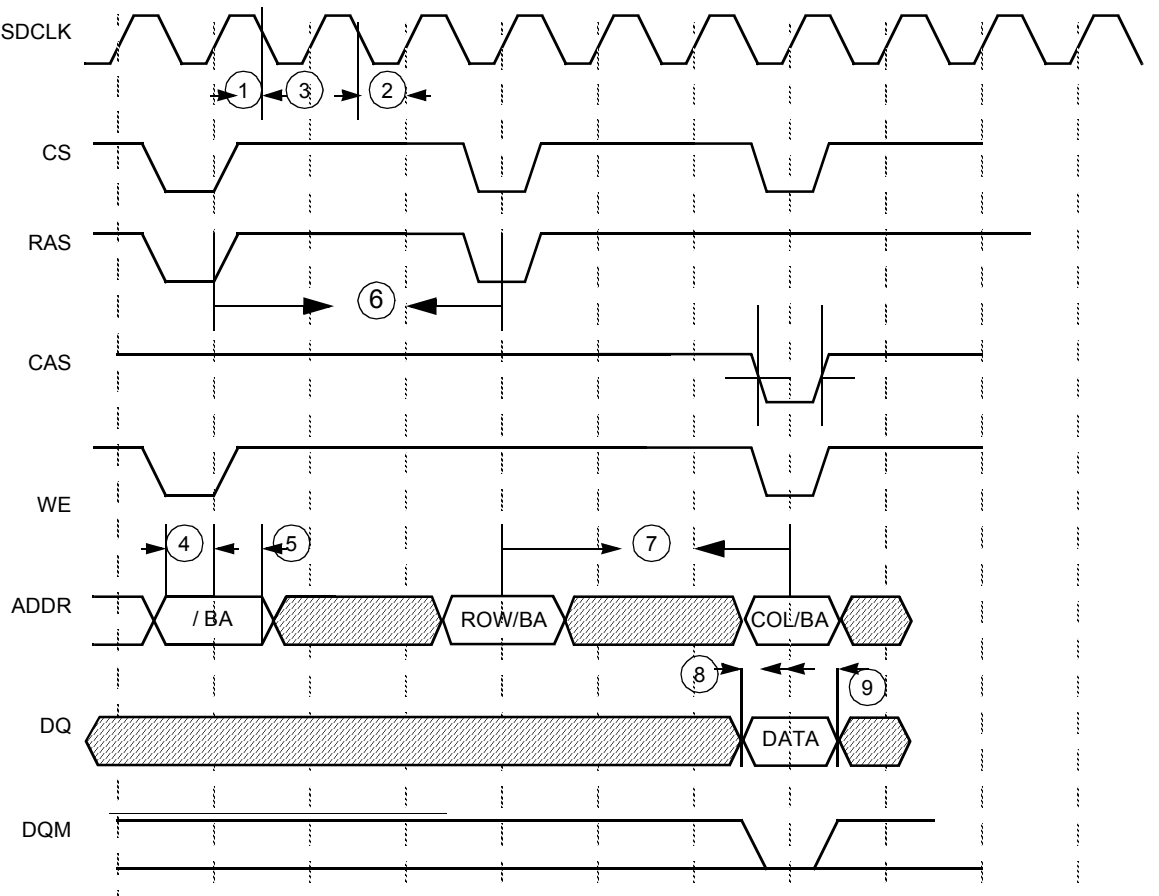 SDCLK
1 3 2
CS
RAS
6
CAS
WE
4 5 7
ADDR / BA ROW/BA COL/BA
8 9
DQ DATA
DQM